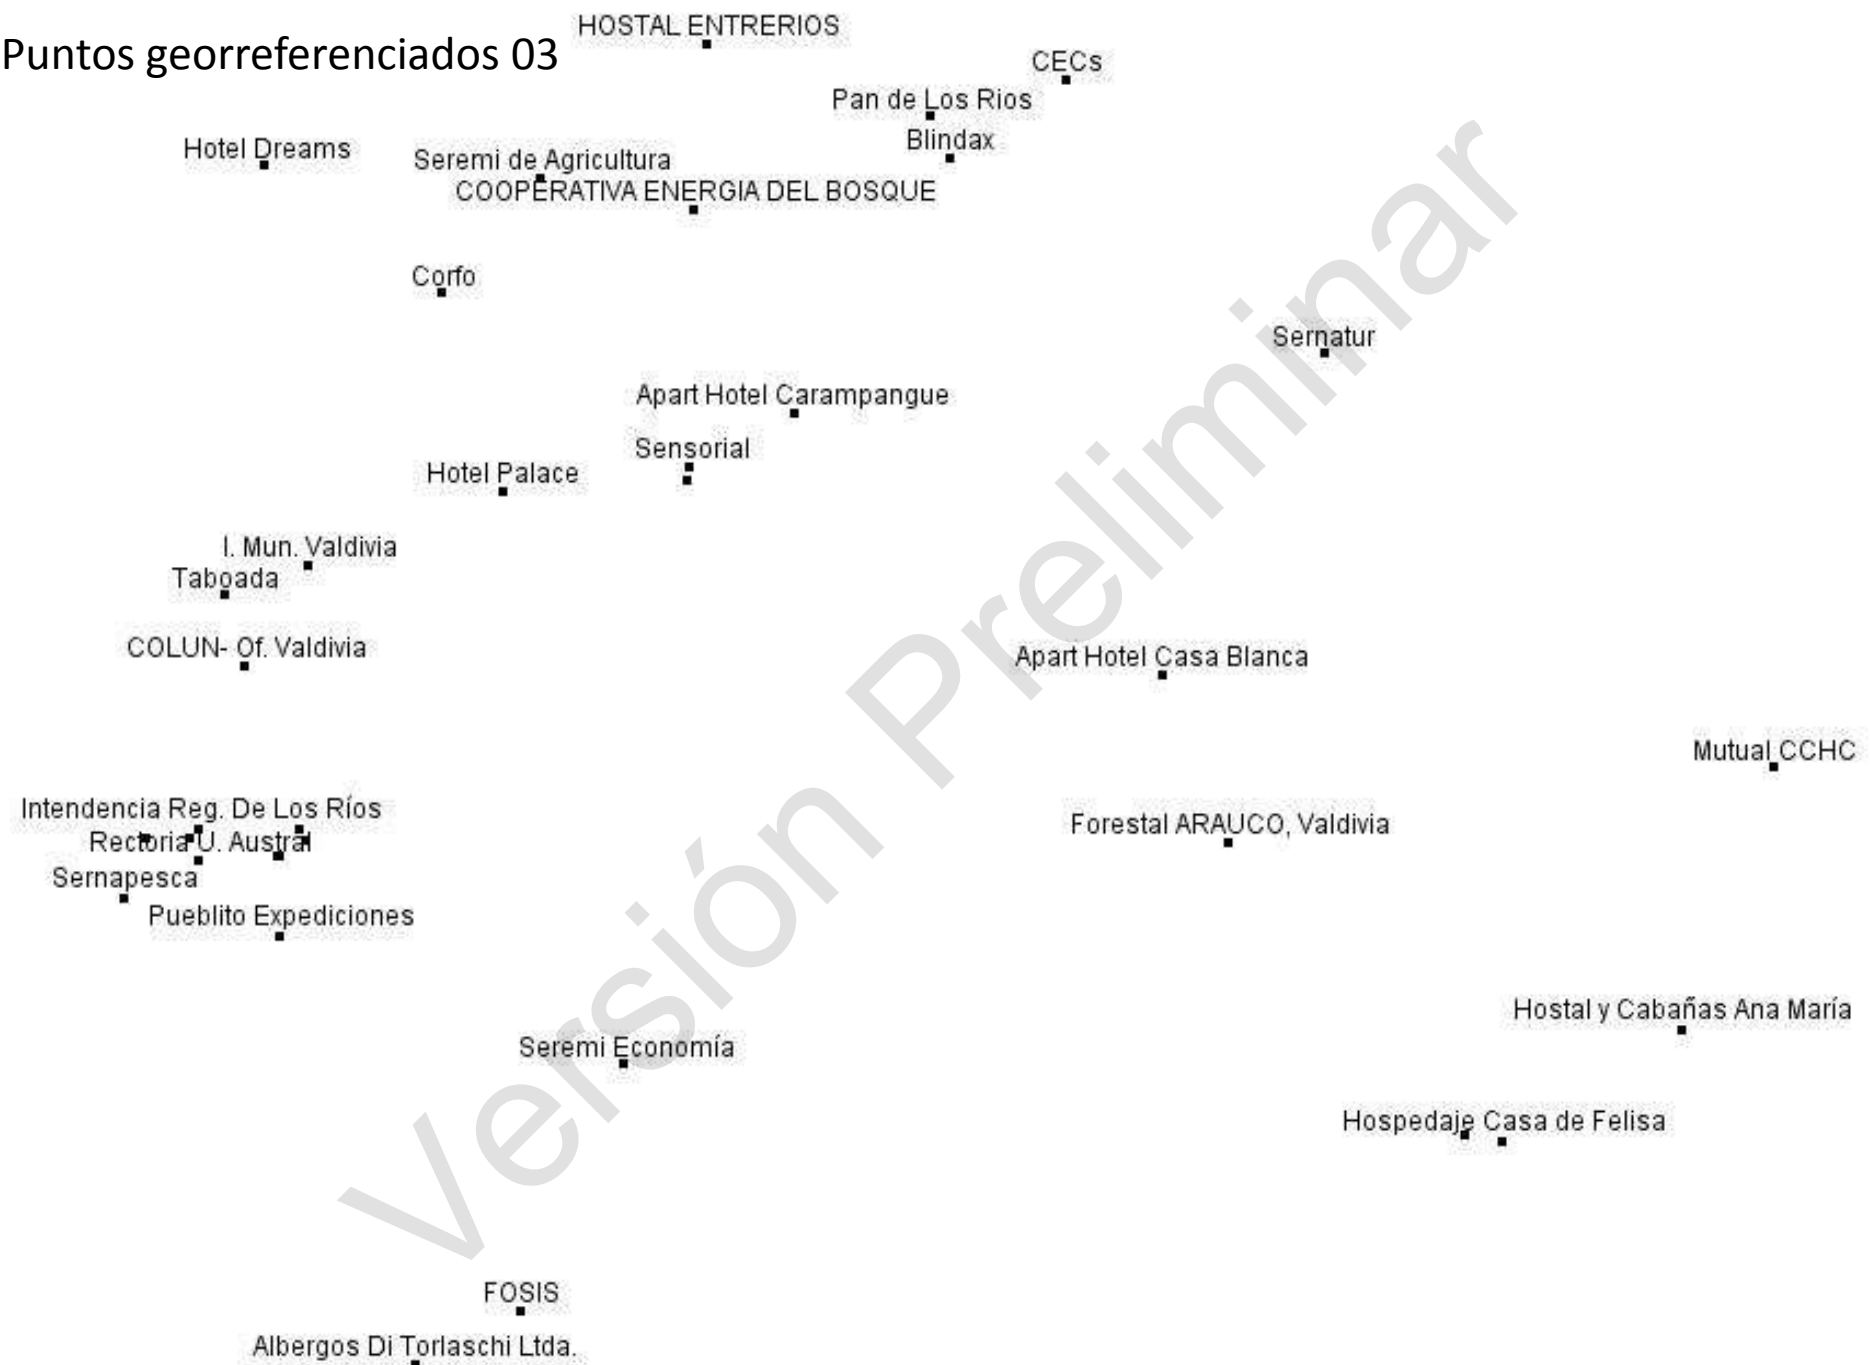 HOSTAL ENTRERIOS
Puntos georreferenciados 03
CECs
Pan de Los Rios
Blindax
Hotel Dreams
Seremi de Agricultura
COOPERATIVA ENERGIA DEL BOSQUE
Corfo
Sernatur
Apart Hotel Carampangue
Sensorial
Hotel Palace
I. Mun. Valdivia
Taboada
COLUN- Of. Valdivia
Apart Hotel Casa Blanca
Mutual CCHC
Intendencia Reg. De Los Ríos
Forestal ARAUCO, Valdivia
Rectoria U. Austral
Sernapesca
Pueblito Expediciones
Hostal y Cabañas Ana María
Seremi Economía
Hospedaje Casa de Felisa
FOSIS
Albergos Di Torlaschi Ltda.
Versión Preliminar